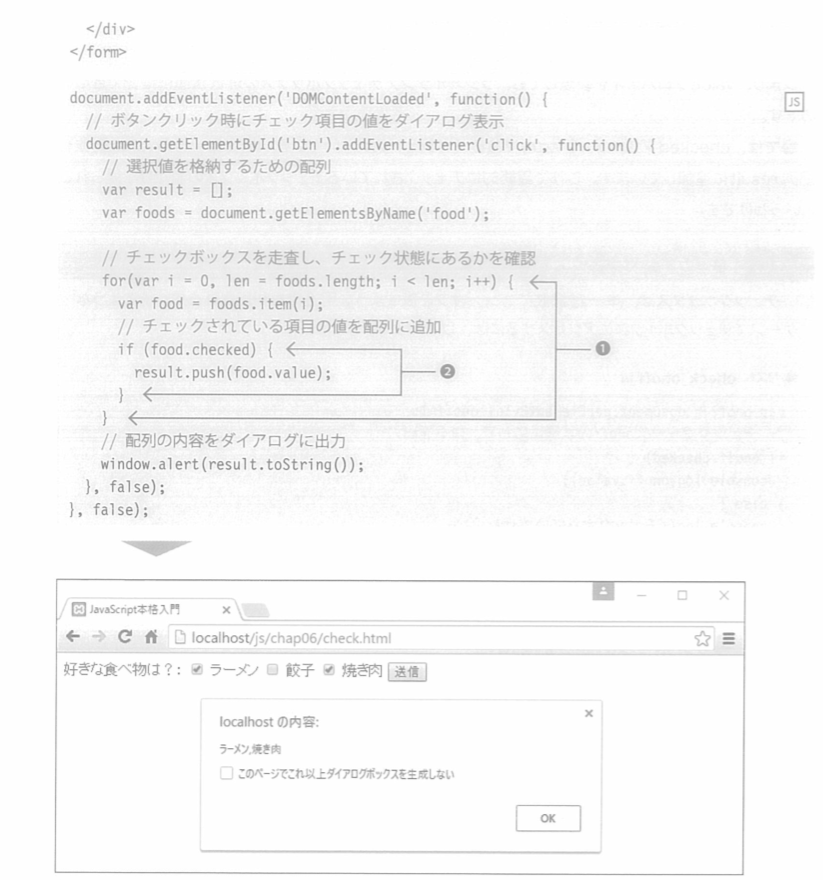 </div>
</form>
document.addEventListener('DOMContentLoaded', function() {
JS
// ボタンクリック時にチェック項目の値をダイアログ表示
document.getElementById('btn').addEventListener('click', function() {
// 選択値を格納するための配列
var result = [];
var foods = document.getElementsByName('food');
// チェックボックスを走査し、チェック状態にあるかを確認
for(var i = 0, len = foods.length; i < len; i++) {
var food = foods.item(i);
// チェックされている項目の値を配列に追加
if (food.checked) {
❶
result.push(food.value);
❷
}
}
// 配列の内容をダイアログに出力
window.alert(result.toString());
}, false);
}, false);
JavaScript本格入門
localhost/js/chap06/check.html
好きな食べ物は?: ラーメン 餃子 焼き肉 送信
localhost の内容:
ラーメン,焼き肉
このページでこれ以上ダイアログボックスを生成しない
OK